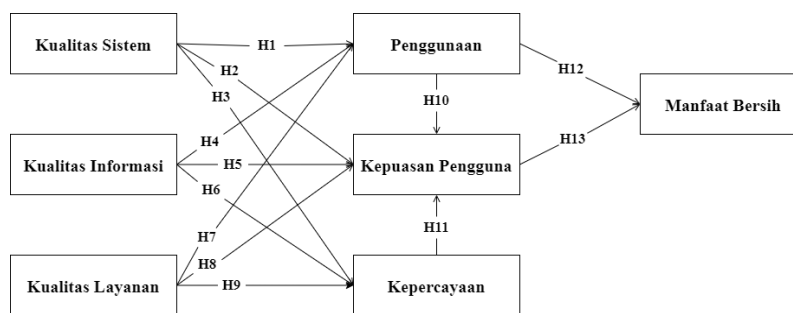 Kualitas Sistem
H1
Penggunaan
H2
H3
H12
H10
Manfaat Bersih
H4
H13
Kualitas Informasi
H5
Kepuasan Pengguna
H6
H7
H11
H8
Kualitas Layanan
H9
Kepercayaan